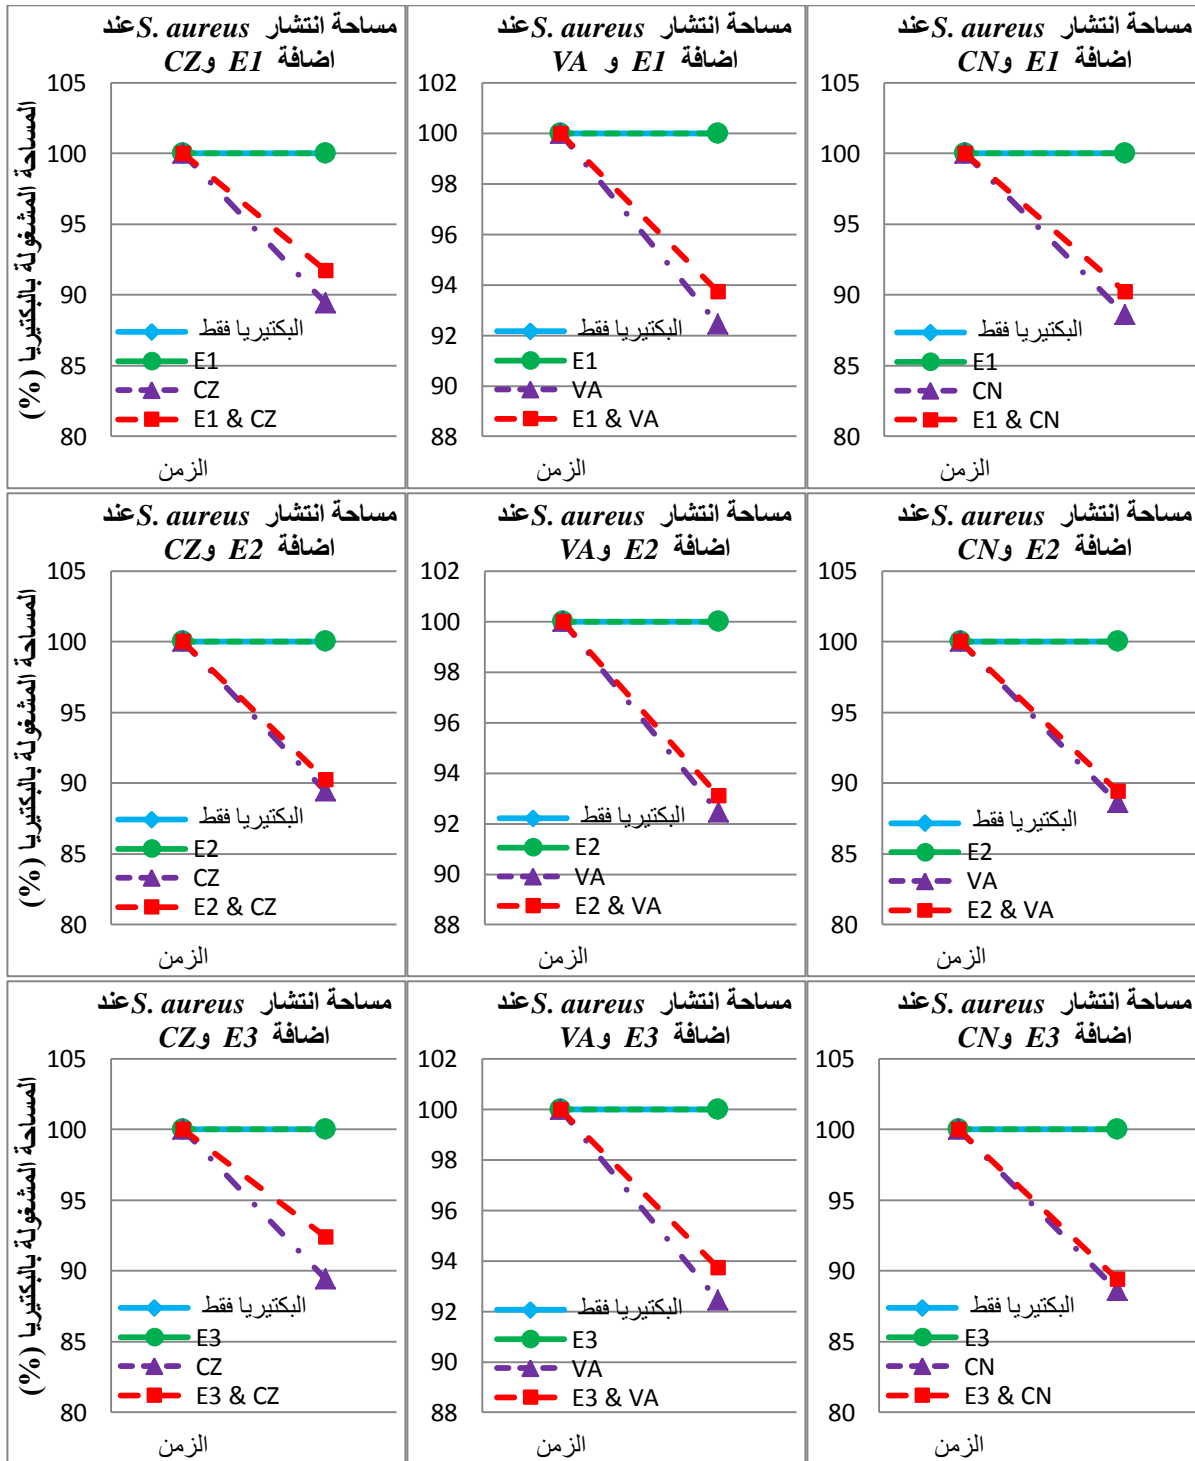 مساحة انتشار S. aureus عند
اضافة E1 و CZ
المساحة المشغولة بالبكتيريا (%)
105
100
95
90
85
80
البكتيريا فقط
E1
CZ
E1 & CZ
الزمن
مساحة انتشار S. aureus عند
اضافة E1 و VA
102
100
98
96
94
92
90
88
البكتيريا فقط
E1
VA
E1 & VA
الزمن
مساحة انتشار S. aureus عند
اضافة E1 و CN
105
100
95
90
85
80
البكتيريا فقط
E1
CN
E1 & CN
الزمن
مساحة انتشار S. aureus عند
اضافة E2 و CZ
المساحة المشغولة بالبكتيريا (%)
105
100
95
90
85
80
البكتيريا فقط
E2
CZ
E2 & CZ
الزمن
مساحة انتشار S. aureus عند
اضافة E2 و VA
102
100
98
96
94
92
90
88
البكتيريا فقط
E2
VA
E2 & VA
الزمن
مساحة انتشار S. aureus عند
اضافة E2 و CN
105
100
95
90
85
80
البكتيريا فقط
E2
VA
E2 & VA
الزمن
مساحة انتشار S. aureus عند
اضافة E3 و CZ
المساحة المشغولة بالبكتيريا (%)
105
100
95
90
85
80
البكتيريا فقط
E3
CZ
E3 & CZ
الزمن
مساحة انتشار S. aureus عند
اضافة E3 و VA
102
100
98
96
94
92
90
88
البكتيريا فقط
E3
VA
E3 & VA
الزمن
مساحة انتشار S. aureus عند
اضافة E3 و CN
105
100
95
90
85
80
البكتيريا فقط
E3
CN
E3 & CN
الزمن